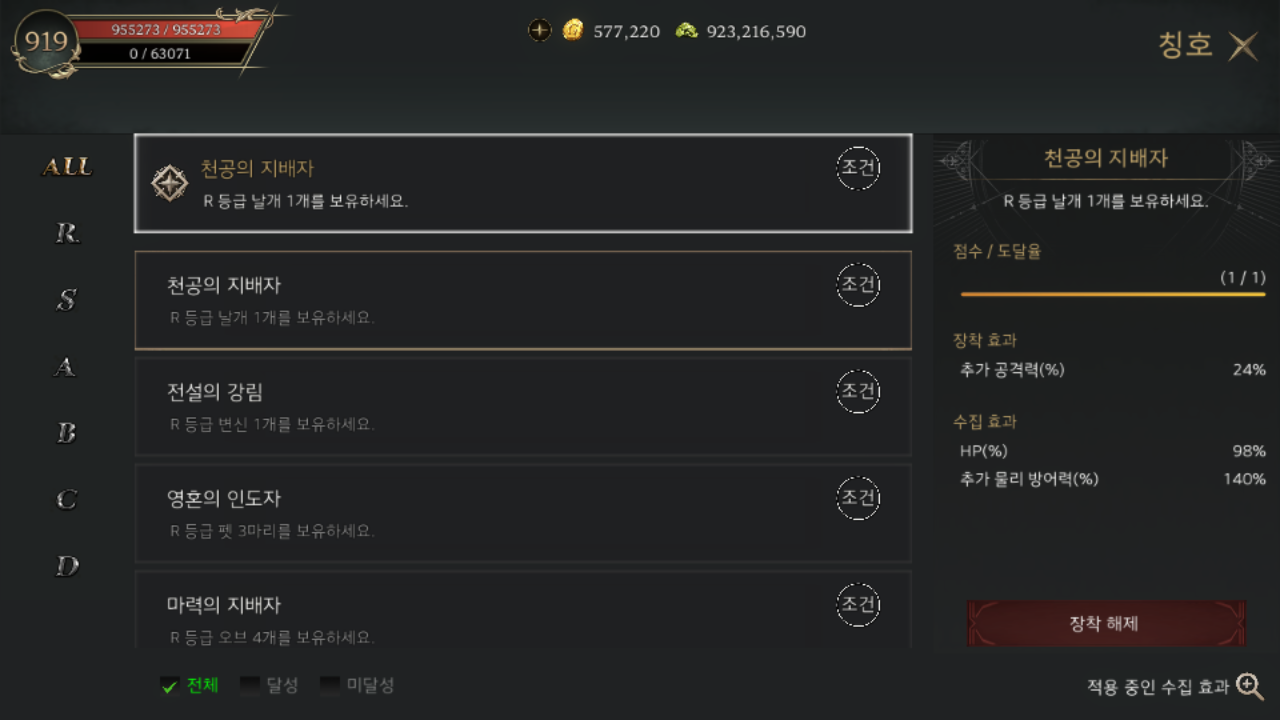 919
955273 / 955273
0 / 63071
577,220
923,216,590
칭호
ALL
R
S
A
B
C
D
천공의 지배자
R 등급 날개 1개를 보유하세요.
조건
천공의 지배자
R 등급 날개 1개를 보유하세요.
조건
전설의 강림
R 등급 변신 1개를 보유하세요.
조건
영혼의 인도자
R 등급 펫 3마리를 보유하세요.
조건
마력의 지배자
R 등급 오브 4개를 보유하세요.
조건
전체 달성 미달성
천공의 지배자
R 등급 날개 1개를 보유하세요.
점수 / 도달율
(1 / 1)
장착 효과
추가 공격력(%) 24%
수집 효과
HP(%) 98%
추가 물리 방어력(%) 140%
장착 해제
적용 중인 수집 효과